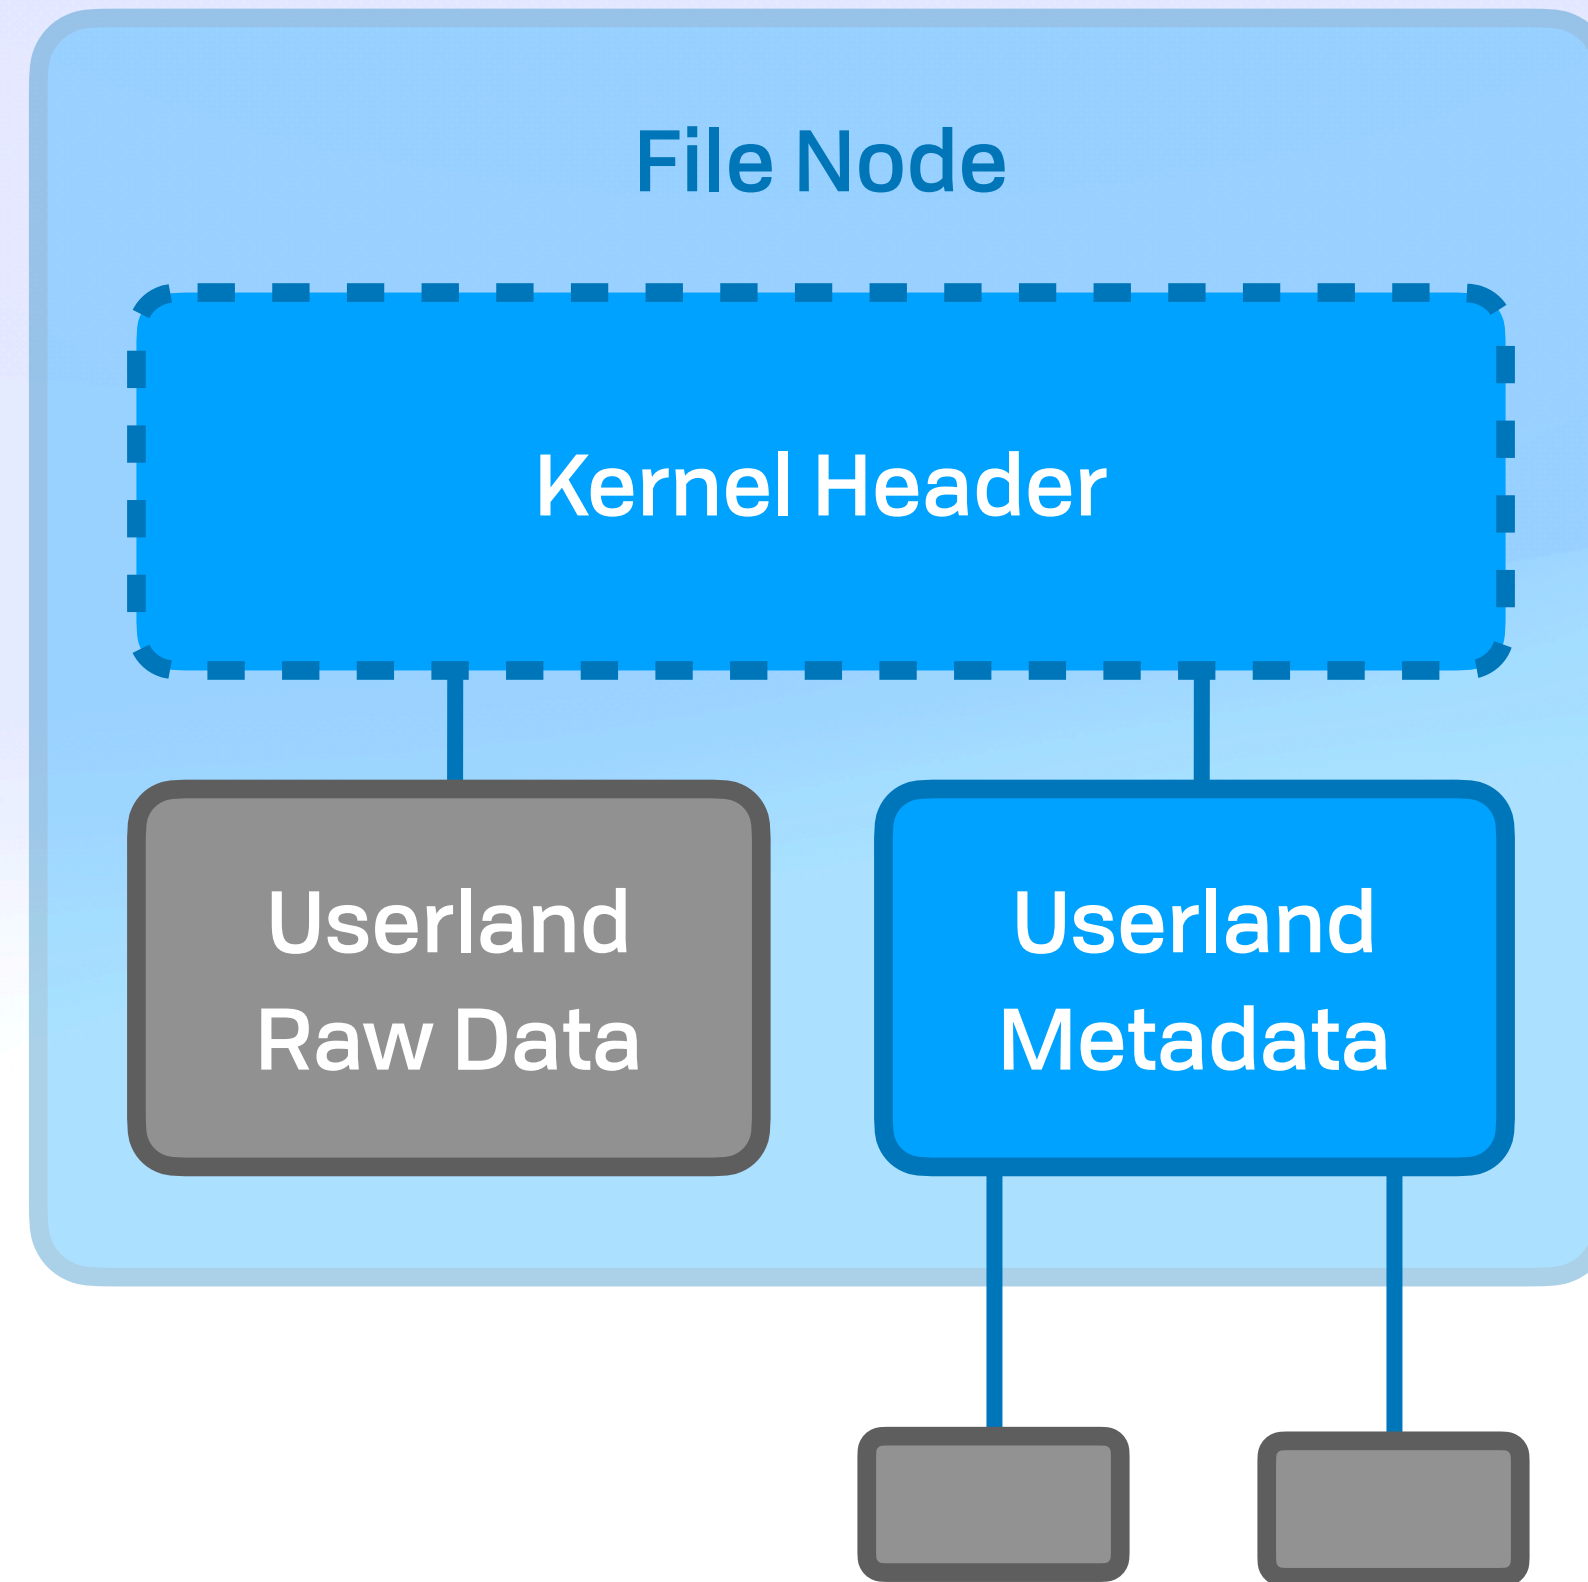 File Node
Kernel Header
Userland
Raw Data
Userland
Metadata